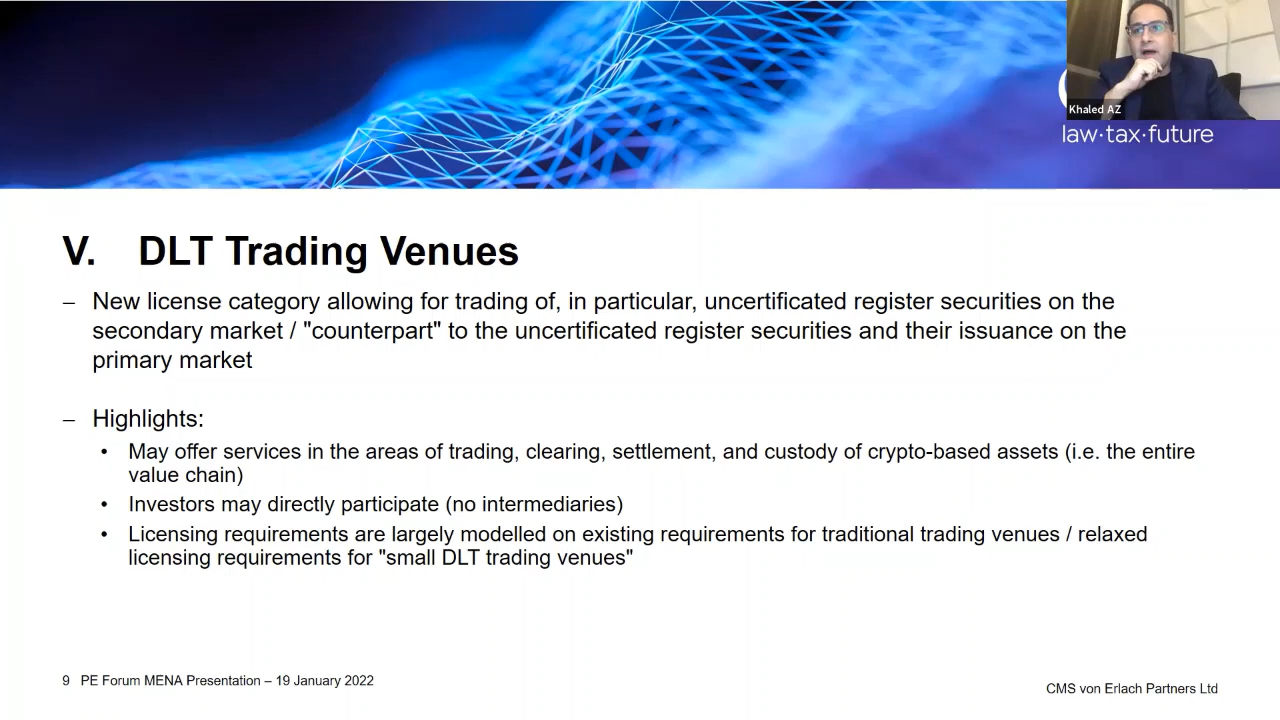 Khaled AZ
law·tax·future
V. DLT Trading Venues
– New license category allowing for trading of, in particular, uncertificated register securities on the
secondary market / "counterpart" to the uncertificated register securities and their issuance on the
primary market
– Highlights:
• May offer services in the areas of trading, clearing, settlement, and custody of crypto-based assets (i.e. the entire
value chain)
• Investors may directly participate (no intermediaries)
• Licensing requirements are largely modelled on existing requirements for traditional trading venues / relaxed
licensing requirements for "small DLT trading venues"
9 PE Forum MENA Presentation – 19 January 2022
CMS von Erlach Partners Ltd